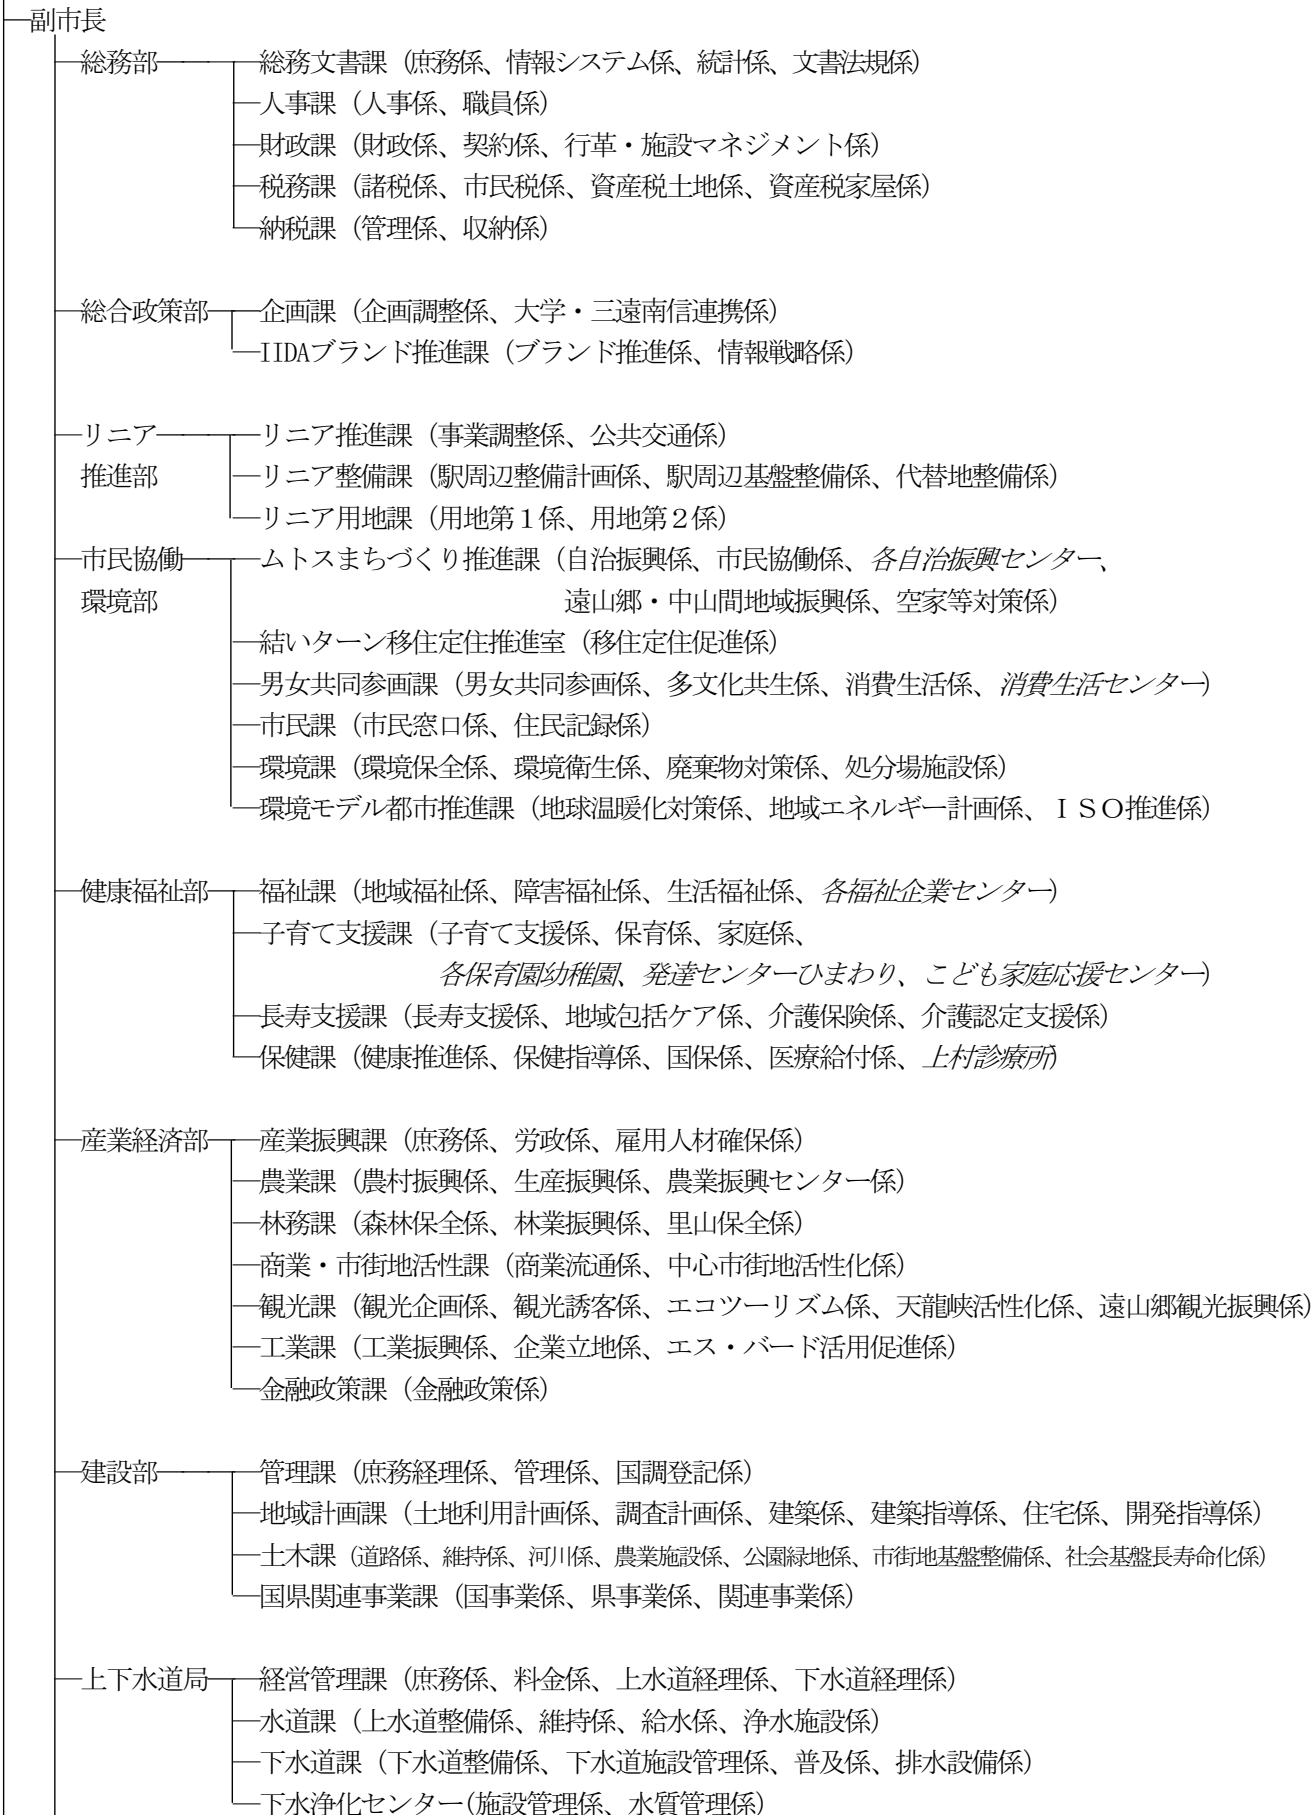 副市長
総務部 総務文書課（庶務係、情報システム係、統計係、文書法規係）
人事課（人事係、職員係）
財政課（財政係、契約係、行革・施設マネジメント係）
税務課（諸税係、市民税係、資産税土地係、資産税家屋係）
納税課（管理係、収納係）
総合政策部 企画課（企画調整係、大学・三遠南信連携係）
IIDAブランド推進課（ブランド推進係、情報戦略係）
リニア リニア推進課（事業調整係、公共交通係）
推進部 リニア整備課（駅周辺整備計画係、駅周辺基盤整備係、代替地整備係）
リニア用地課（用地第１係、用地第２係）
市民協働 ムトスまちづくり推進課（自治振興係、市民協働係、各自治振興センター、
環境部 遠山郷・中山間地域振興係、空家等対策係）
結いターン移住定住推進室（移住定住促進係）
男女共同参画課（男女共同参画係、多文化共生係、消費生活係、消費生活センター）
市民課（市民窓口係、住民記録係）
環境課（環境保全係、環境衛生係、廃棄物対策係、処分場施設係）
環境モデル都市推進課（地球温暖化対策係、地域エネルギー計画係、ＩＳＯ推進係）
健康福祉部 福祉課（地域福祉係、障害福祉係、生活福祉係、各福祉企業センター）
子育て支援課（子育て支援係、保育係、家庭係、
各保育園幼稚園、発達センターひまわり、こども家庭応援センター）
長寿支援課（長寿支援係、地域包括ケア係、介護保険係、介護認定支援係）
保健課（健康推進係、保健指導係、国保係、医療給付係、上村診療所）
産業経済部 産業振興課（庶務係、労政係、雇用人材確保係）
農業課（農村振興係、生産振興係、農業振興センター係）
林務課（森林保全係、林業振興係、里山保全係）
商業・市街地活性課（商業流通係、中心市街地活性化係）
観光課（観光企画係、観光誘客係、エコツーリズム係、天龍峡活性化係、遠山郷観光振興係）
工業課（工業振興係、企業立地係、エス・バード活用促進係）
金融政策課（金融政策係）
建設部 管理課（庶務経理係、管理係、国調登記係）
地域計画課（土地利用計画係、調査計画係、建築係、建築指導係、住宅係、開発指導係）
土木課（道路係、維持係、河川係、農業施設係、公園緑地係、市街地基盤整備係、社会基盤長寿命化係）
国県関連事業課（国事業係、県事業係、関連事業係）
上下水道局 経営管理課（庶務係、料金係、上水道経理係、下水道経理係）
水道課（上水道整備係、維持係、給水係、浄水施設係）
下水道課（下水道整備係、下水道施設管理係、普及係、排水設備係）
下水浄化センター(施設管理係、水質管理係）